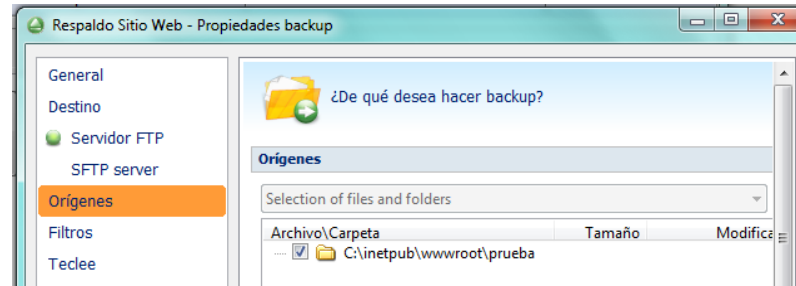 Respaldo Sitio Web - Propiedades backup
General
Destino
Servidor FTP
SFTP server
Orígenes
Filtros
Teclee
¿De qué desea hacer backup?
Orígenes
Selection of files and folders
Archivo\Carpeta Tamaño Modifica
C:\inetpub\wwwroot\prueba